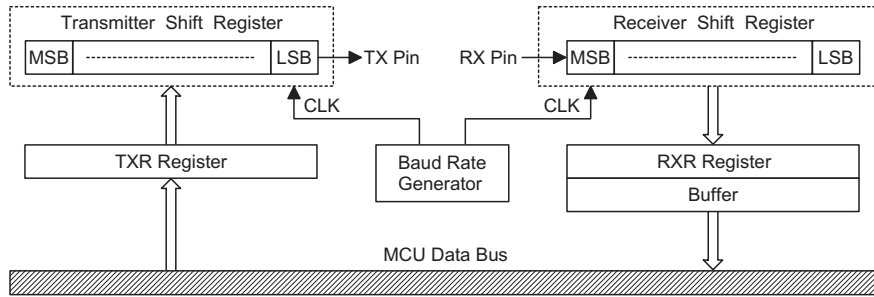 Transmitter Shift Register
Receiver Shift Register
MSB
LSB
TX Pin
RX Pin
MSB
LSB
CLK
CLK
TXR Register
Baud Rate
Generator
RXR Register
Buffer
MCU Data Bus